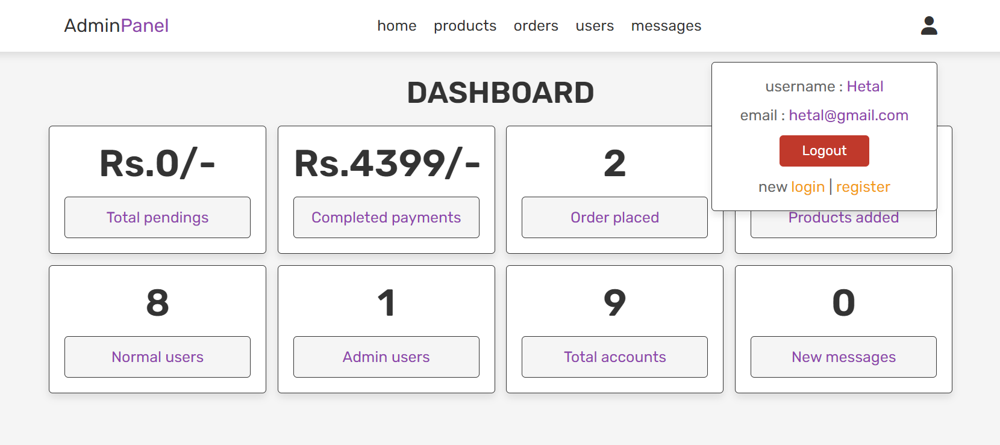 AdminPanel
home products orders users messages
DASHBOARD
username : Hetal
email : hetal@gmail.com
Logout
new login | register
Rs.0/-
Total pendings
Rs.4399/-
Completed payments
2
Order placed
Products added
8
Normal users
1
Admin users
9
Total accounts
0
New messages